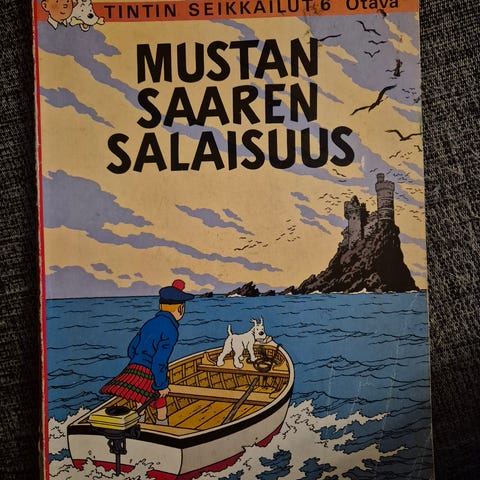 TINTIN SEIKKAILUT 6 Otava
MUSTAN
SAAREN
SALAISUUS